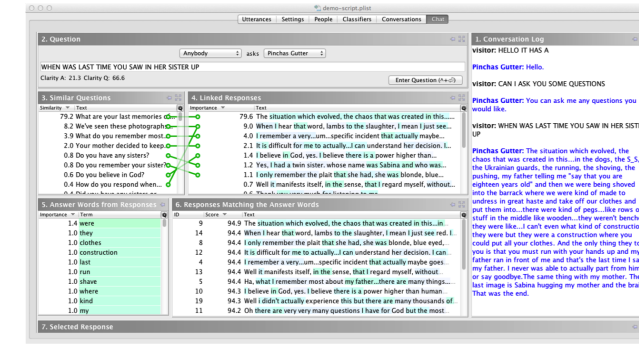 demo-script.plist
Utterances Settings People Classifiers Conversations Chat
2. Question
Anybody asks Pinchas Gutter
WHEN WAS LAST TIME YOU SAW IN HER SISTER UP
Clarity A: 21.3 Clarity Q: 66.6
Enter Question
3. Similar Questions
Similarity Text
79.2 What are your last memories
8.2 We've seen these photographs
3.9 What do you remember most
2.0 Your mother decided to keep
0.8 Do you have any sisters?
0.8 Do you remember your sister?
0.6 Do you believe in God?
0.4 How do you respond when...
4. Linked Responses
Importance Text
79.6 The situation which evolved, the chaos that was created in this.....
9.0 When I hear that word, lambs to the slaughter, I mean I just see...
4.0 I remember a very...um...specific incident that actually maybe...
2.1 It is difficult for me to actually...I can understand her decision. I...
1.4 I believe in God, yes. I believe there is a power higher than...
1.2 Yes, I had a twin sister. whose name was Sabina and who was...
1.1 I only remember the plait that she had, she was blonde, blue...
0.7 Well it manifests itself, in the sense, that I regard myself, without...
5. Answer Words from Responses
Importance Term
1.4 were
1.0 they
1.0 clothes
1.0 construction
1.0 last
1.0 run
1.0 shave
1.0 where
1.0 kind
1.0 my
6. Responses Matching the Answer Words
ID Score Text
9 94.9 The situation which evolved, the chaos that was created in this...in
14 94.4 When I hear that word, lambs to the slaughter, I mean I just see red. I
8 94.4 I only remember the plait that she had, she was blonde, blue eyed,
12 94.4 It is difficult for me to actually...I can understand her decision. I can
4 94.4 I remember a very...um...specific incident that actually maybe goes
13 94.4 Well it manifests itself, in the sense, that I regard myself, without
5 94.4 Ha, what I remember most about my father...there are many things...
10 94.3 I believe in God, yes. I believe there is a power higher than human
19 94.3 Well i didn't actually experience this but there are many thousands of
11 94.2 Oh there are very very many questions I have for God but the most
7. Selected Response
1. Conversation Log
visitor: HELLO IT HAS A
Pinchas Gutter: Hello.
visitor: CAN I ASK YOU SOME QUESTIONS
Pinchas Gutter: You can ask me any questions you
would like.
visitor: WHEN WAS LAST TIME YOU SAW IN HER SIST
UP
Pinchas Gutter: The situation which evolved, the
chaos that was created in this...in the dogs, the S_S,
the Ukrainian guards, the running, the shoving, the
pushing, my father telling me "say that you are
eighteen years old" and then we were being shoved
into the barrack where we were kind of made to
undress in great haste and take off our clothes and
put them into...there were kind of pegs...like rows o
stuff in the middle like wooden...they weren't benche
they were like...I can't even what kind of constructio
they were but they were a construction where you
could put all your clothes. And the only thing they to
you is that you must run with your hands up and my
father ran in front of me and that's the last time I sa
my father. I never was able to actually part from him
or say goodbye.The same thing with my mother. The
last image is Sabina hugging my mother and the brai
That was the end.